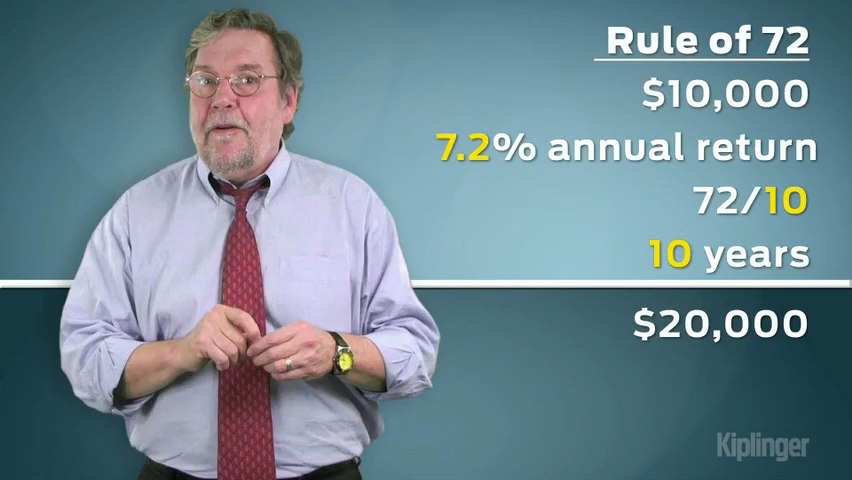 Rule of 72
$10,000
7.2% annual return
72/10
10 years
$20,000
Kiplinger